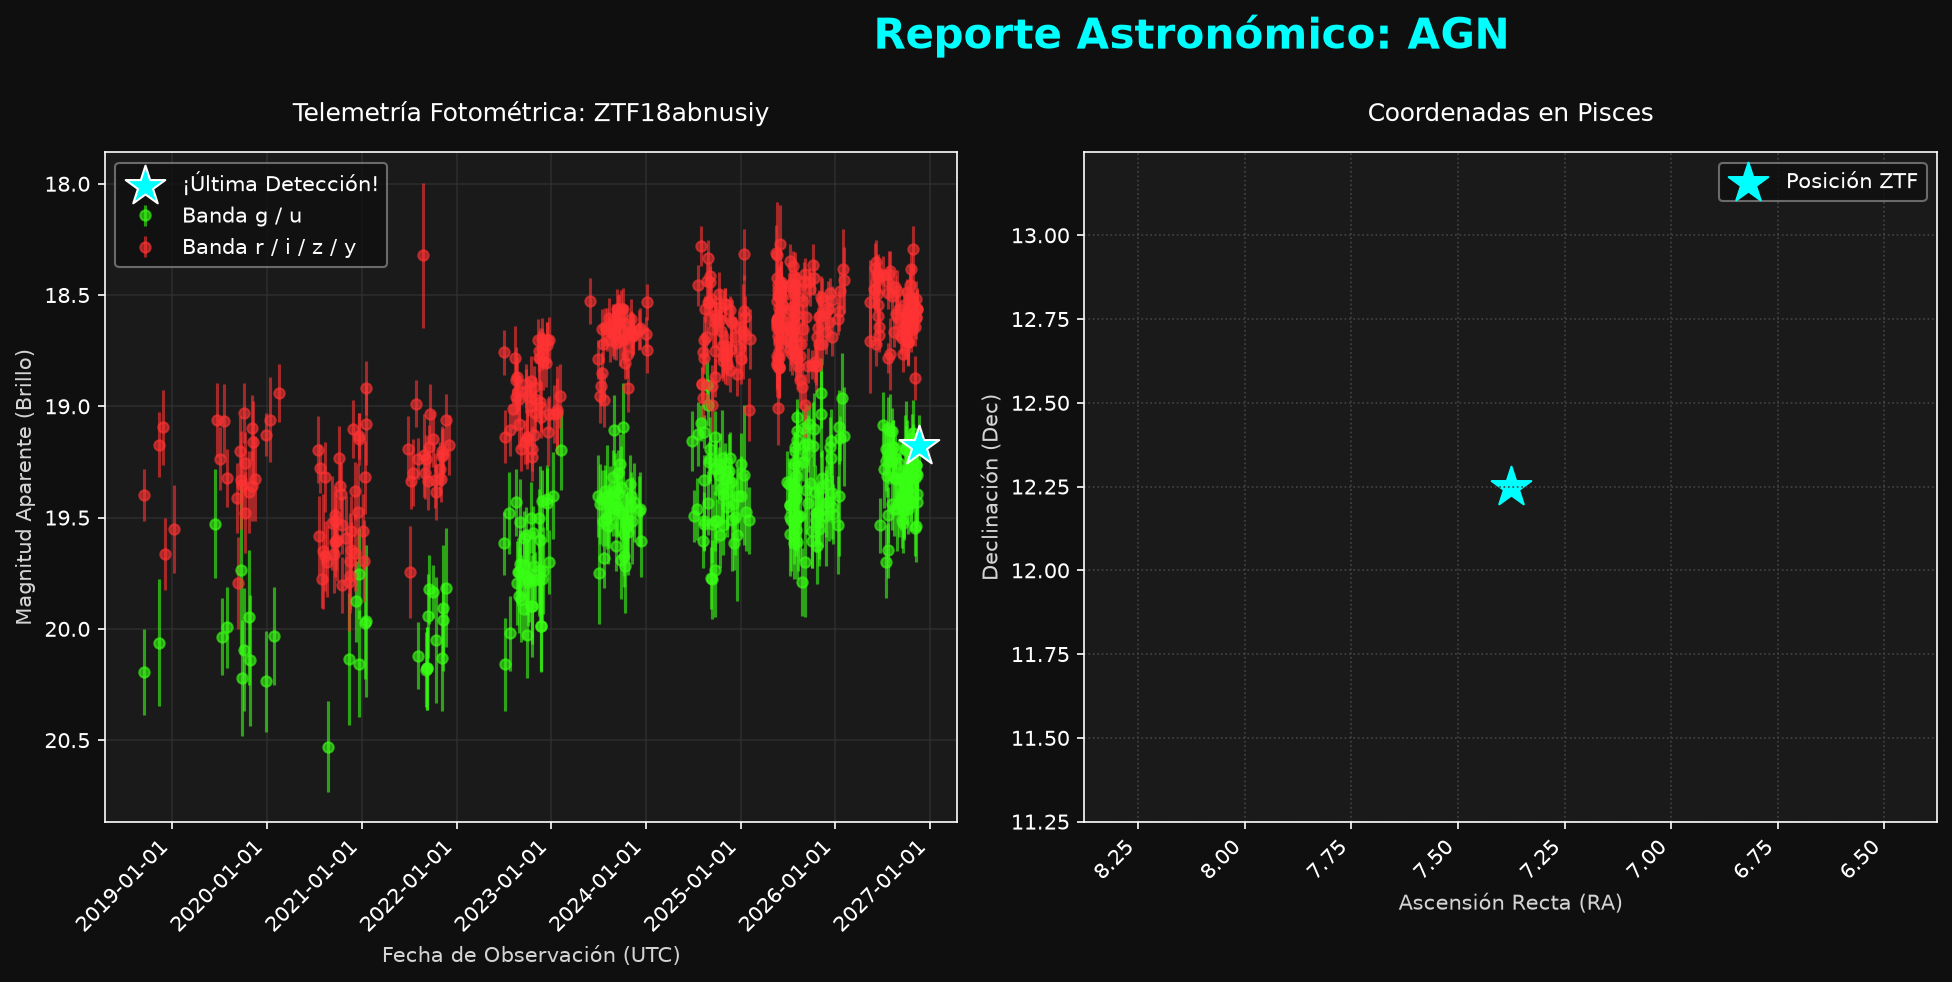 Reporte Astronómico: AGN
Telemetría Fotométrica: ZTF18abnusiy
¡Última Detección!
Banda g / u
Banda r / i / z / y
Magnitud Aparente (Brillo)
18.0
18.5
19.0
19.5
20.0
20.5
2019-01-01
2020-01-01
2021-01-01
2022-01-01
2023-01-01
2024-01-01
2025-01-01
2026-01-01
2027-01-01
Fecha de Observación (UTC)
Coordenadas en Pisces
Posición ZTF
Declinación (Dec)
13.00
12.75
12.50
12.25
12.00
11.75
11.50
11.25
8.25
8.00
7.75
7.50
7.25
7.00
6.75
6.50
Ascensión Recta (RA)